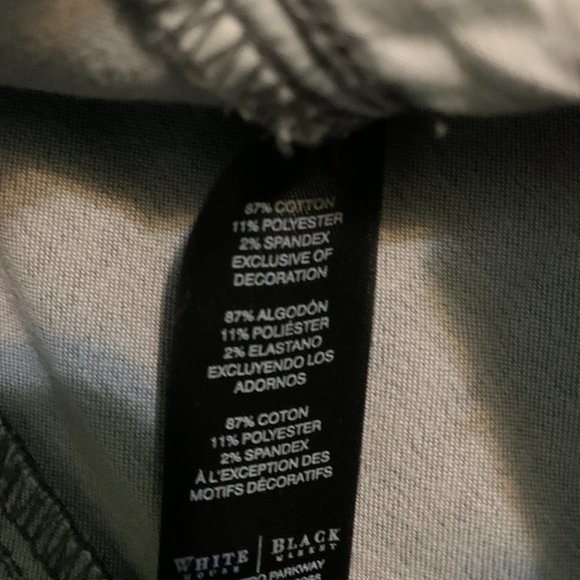 87% COTTON
11% POLYESTER
2% SPANDEX
EXCLUSIVE OF
DECORATION
87% ALGODÓN
11% POLIÉSTER
2% ELASTANO
EXCLUYENDO LOS
ADORNOS
87% COTON
11% POLYESTER
2% SPANDEX
À L'EXCEPTION DES
MOTIFS DÉCORATIFS
WHITE | BLACK
HOUSE MARKET
PARKWAY